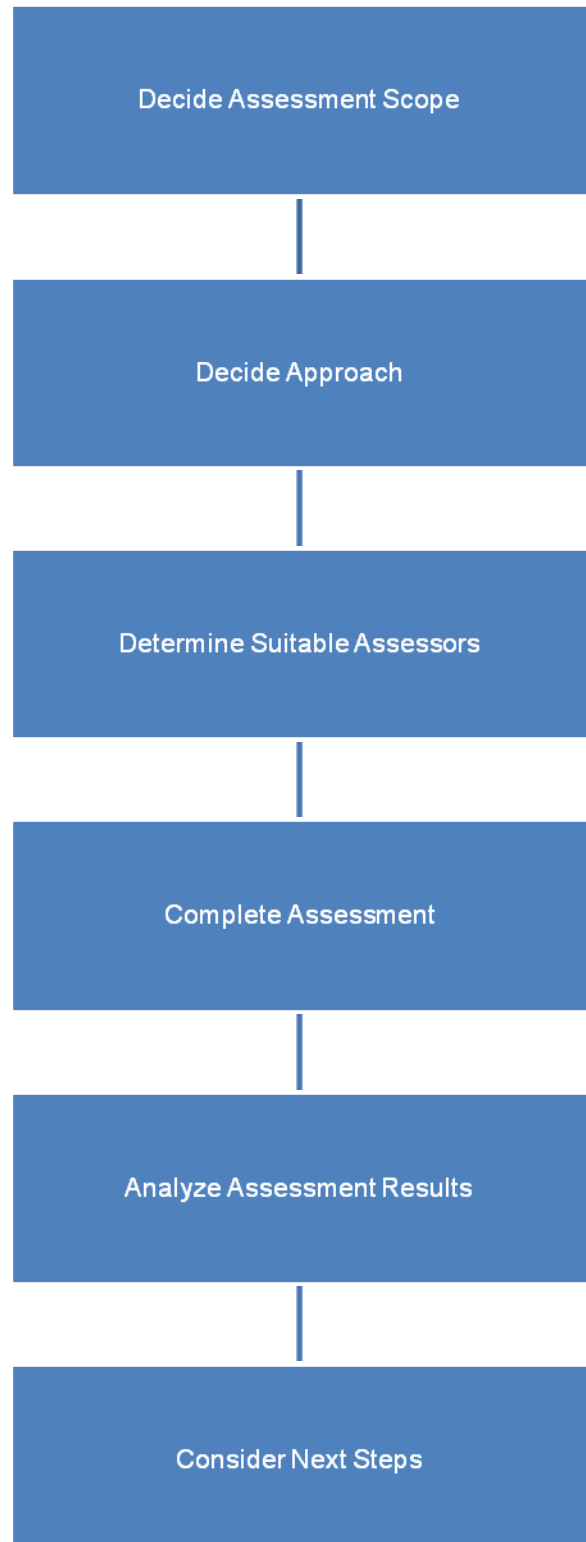 Decide Assessment Scope
Decide Approach
Determine Suitable Assessors
Complete Assessment
Analyze Assessment Results
Consider Next Steps